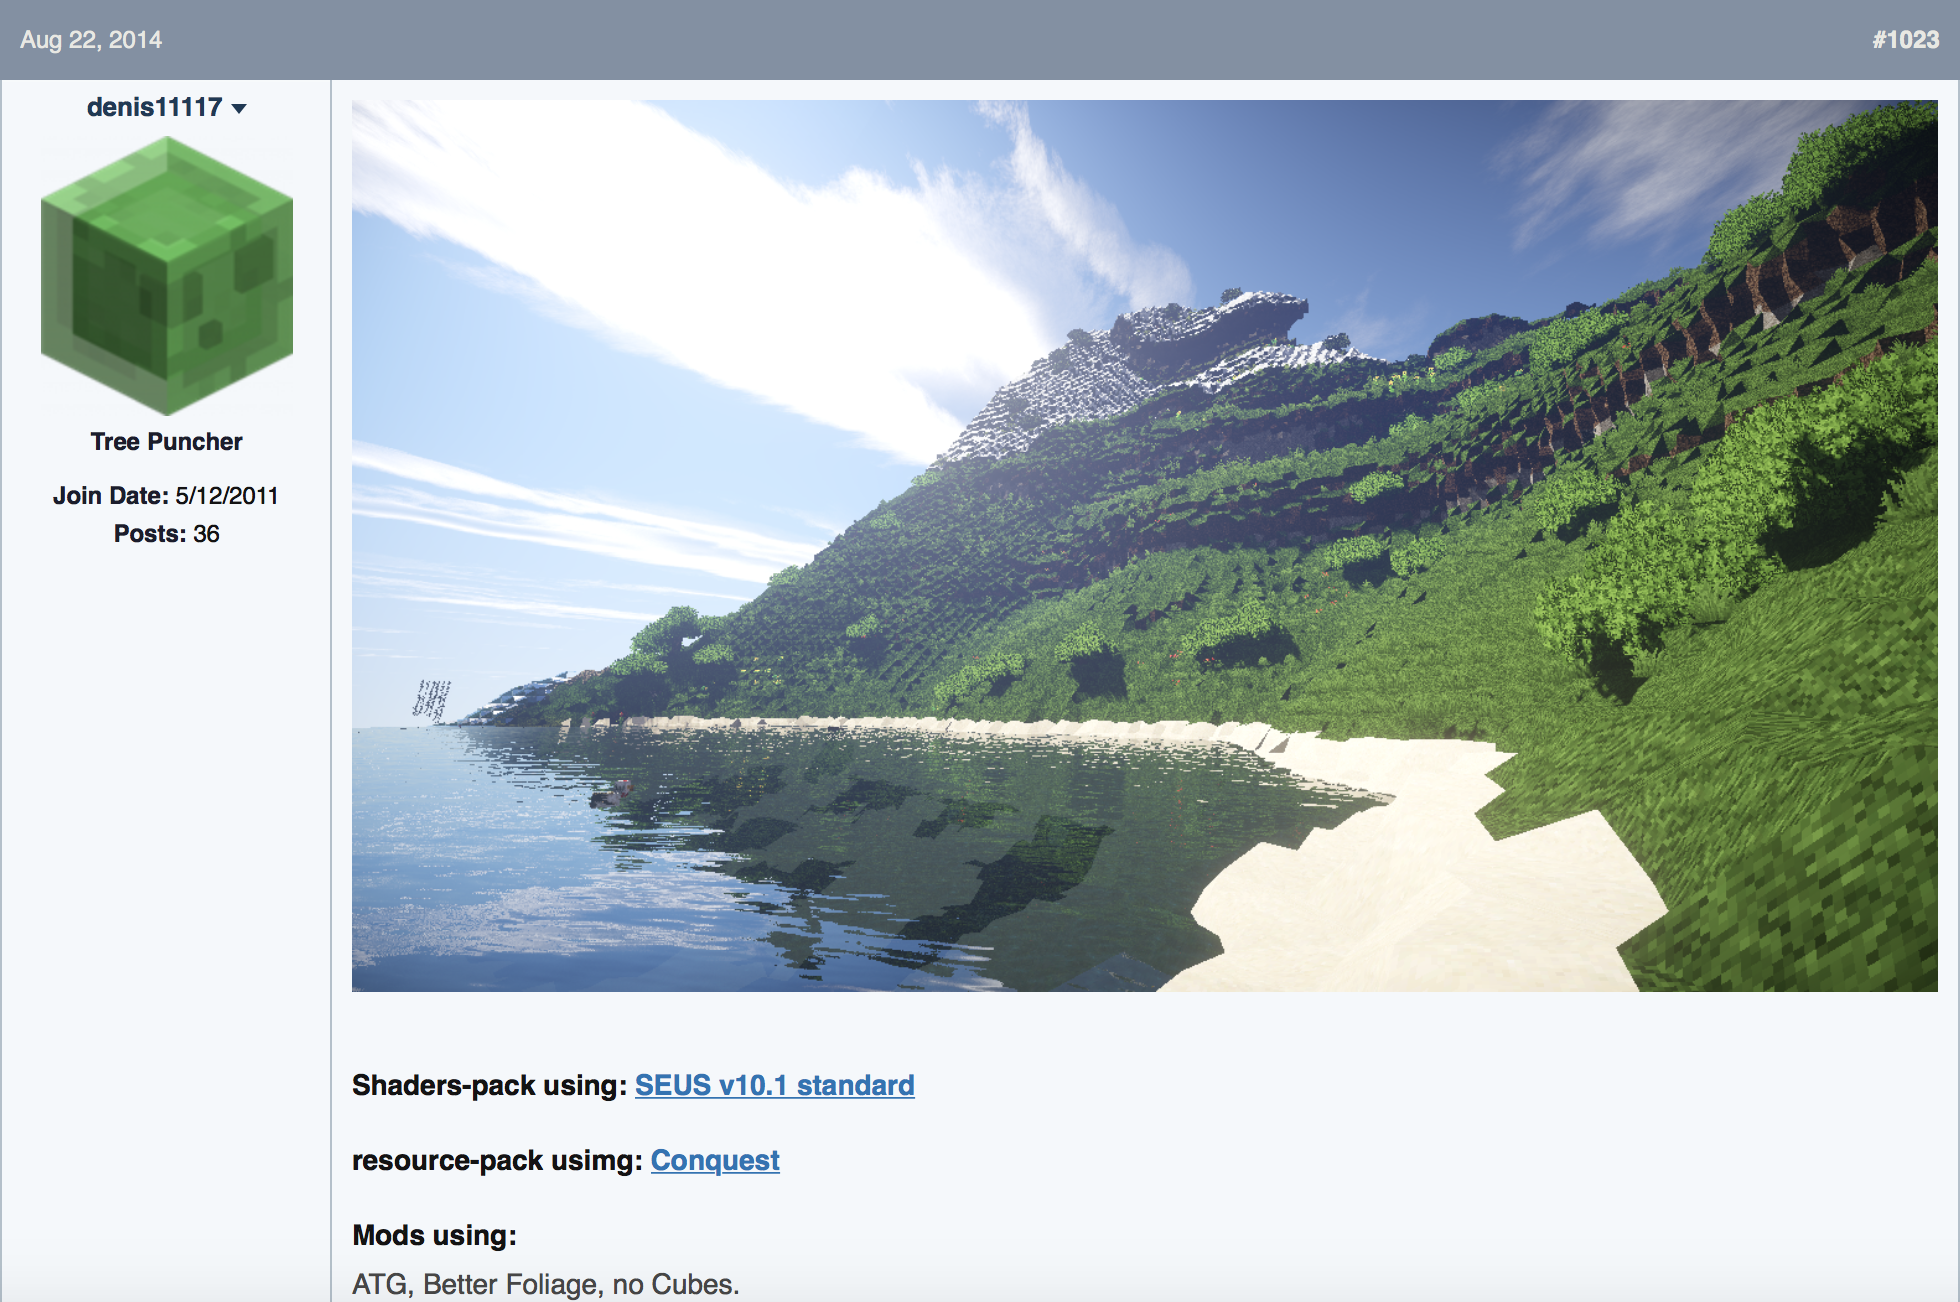 Aug 22, 2014
#1023
denis11117
Tree Puncher
Join Date: 5/12/2011
Posts: 36
Shaders-pack using: SEUS v10.1 standard
resource-pack usimg: Conquest
Mods using:
ATG, Better Foliage, no Cubes.